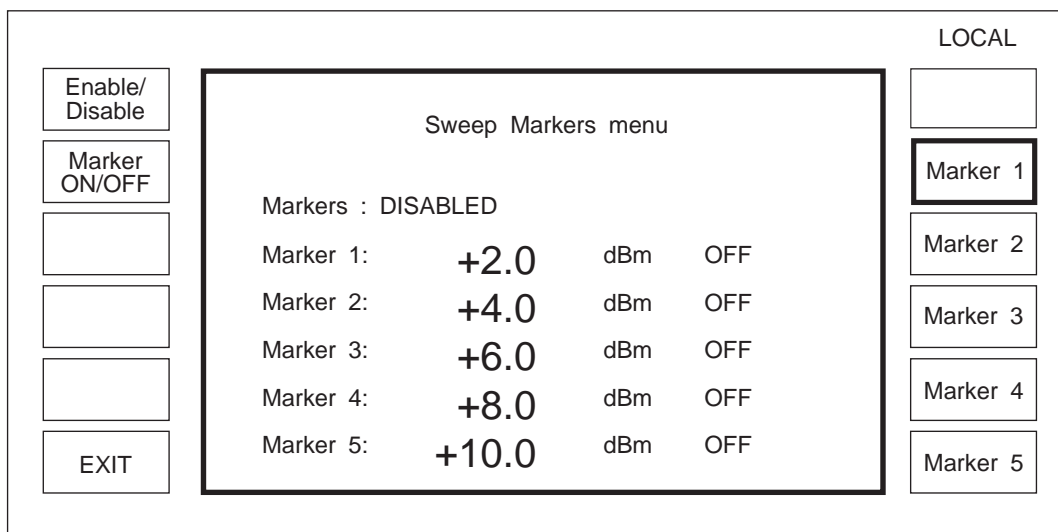 LOCAL
Enable/
Disable
Marker
ON/OFF
EXIT
Sweep Markers menu
Markers : DISABLED
Marker 1: +2.0 dBm OFF
Marker 2: +4.0 dBm OFF
Marker 3: +6.0 dBm OFF
Marker 4: +8.0 dBm OFF
Marker 5: +10.0 dBm OFF
Marker 1
Marker 2
Marker 3
Marker 4
Marker 5